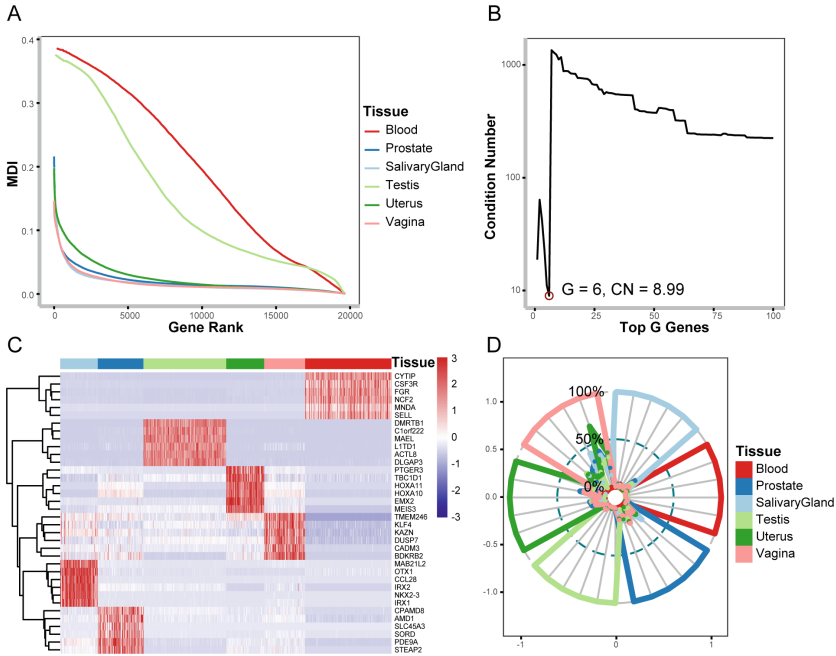 A
0.4
0.3
0.2
0.1
0.0
MDI
0
5000
10000
15000
20000
Gene Rank
Tissue
Blood
Prostate
SalivaryGland
Testis
Uterus
Vagina
B
1000
100
10
Condition Number
G = 6, CN = 8.99
0
25
50
75
100
Top G Genes
C
Tissue
3
2
1
0
-1
-2
-3
CYTIP
CSF3R
FGR
NCF2
MNDA
SELL
DMRTB1
C1orf222
MAEL
L1TD1
ACTL8
DLGAP3
PTGER3
TBC1D1
HOXA11
HOXA10
EMX2
MEIS3
TMEM246
KLF4
KAZN
DUSP7
CADM3
BDKRB2
MAB21L2
OTX1
CCL28
IRX2
NKX2-3
IRX1
CPAMD8
AMD1
SLC45A3
SORD
PDE9A
STEAP2
D
1.0
0.5
0.0
-0.5
-1.0
100%
50%
0%
-1
0
1
Tissue
Blood
Prostate
SalivaryGland
Testis
Uterus
Vagina